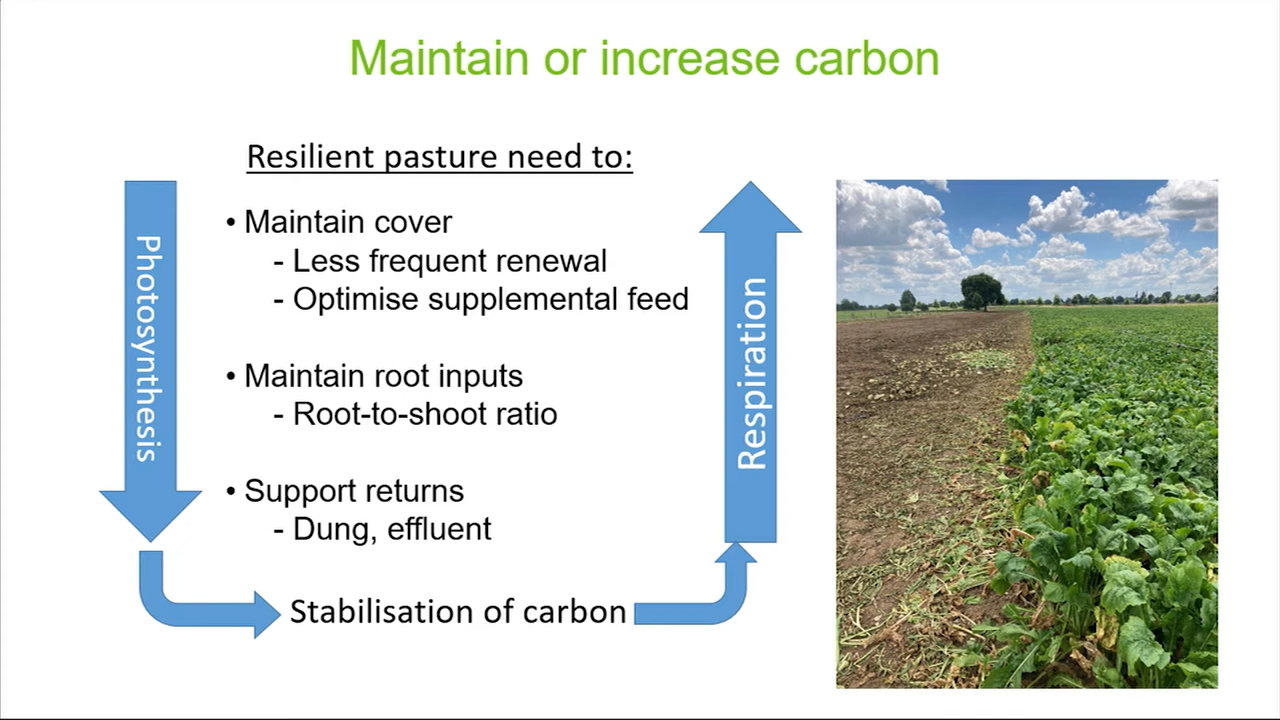 Maintain or increase carbon
Resilient pasture need to:
• Maintain cover
- Less frequent renewal
- Optimise supplemental feed
• Maintain root inputs
- Root-to-shoot ratio
• Support returns
- Dung, effluent
Photosynthesis
Stabilisation of carbon
Respiration